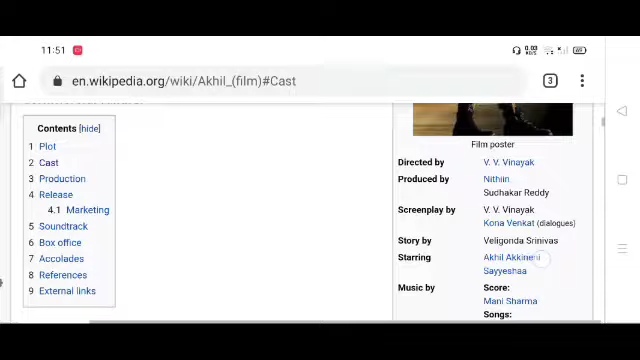 11:51
0.03
KB/S
en.wikipedia.org/wiki/Akhil_(film)#Cast
3
Contents [hide]
1 Plot
2 Cast
3 Production
4 Release
4.1 Marketing
5 Soundtrack
6 Box office
7 Accolades
8 References
9 External links
Film poster
Directed by V. V. Vinayak
Produced by Nithiin
Sudhakar Reddy
Screenplay by V. V. Vinayak
Kona Venkat (dialogues)
Story by Veligonda Srinivas
Starring Akhil Akkineni
Sayyeshaa
Music by Score:
Mani Sharma
Songs: